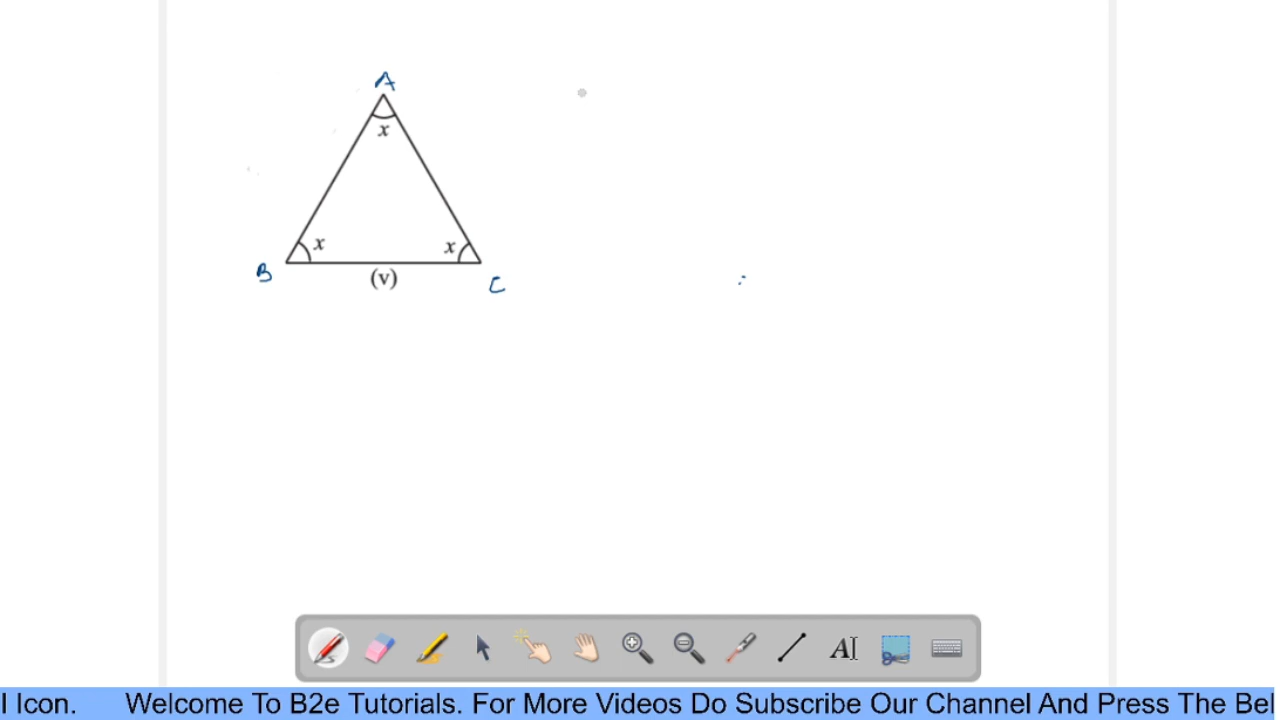 A
x
x
x
B
(v)
C
AI
l Icon. Welcome To B2e Tutorials. For More Videos Do Subscribe Our Channel And Press The Bel